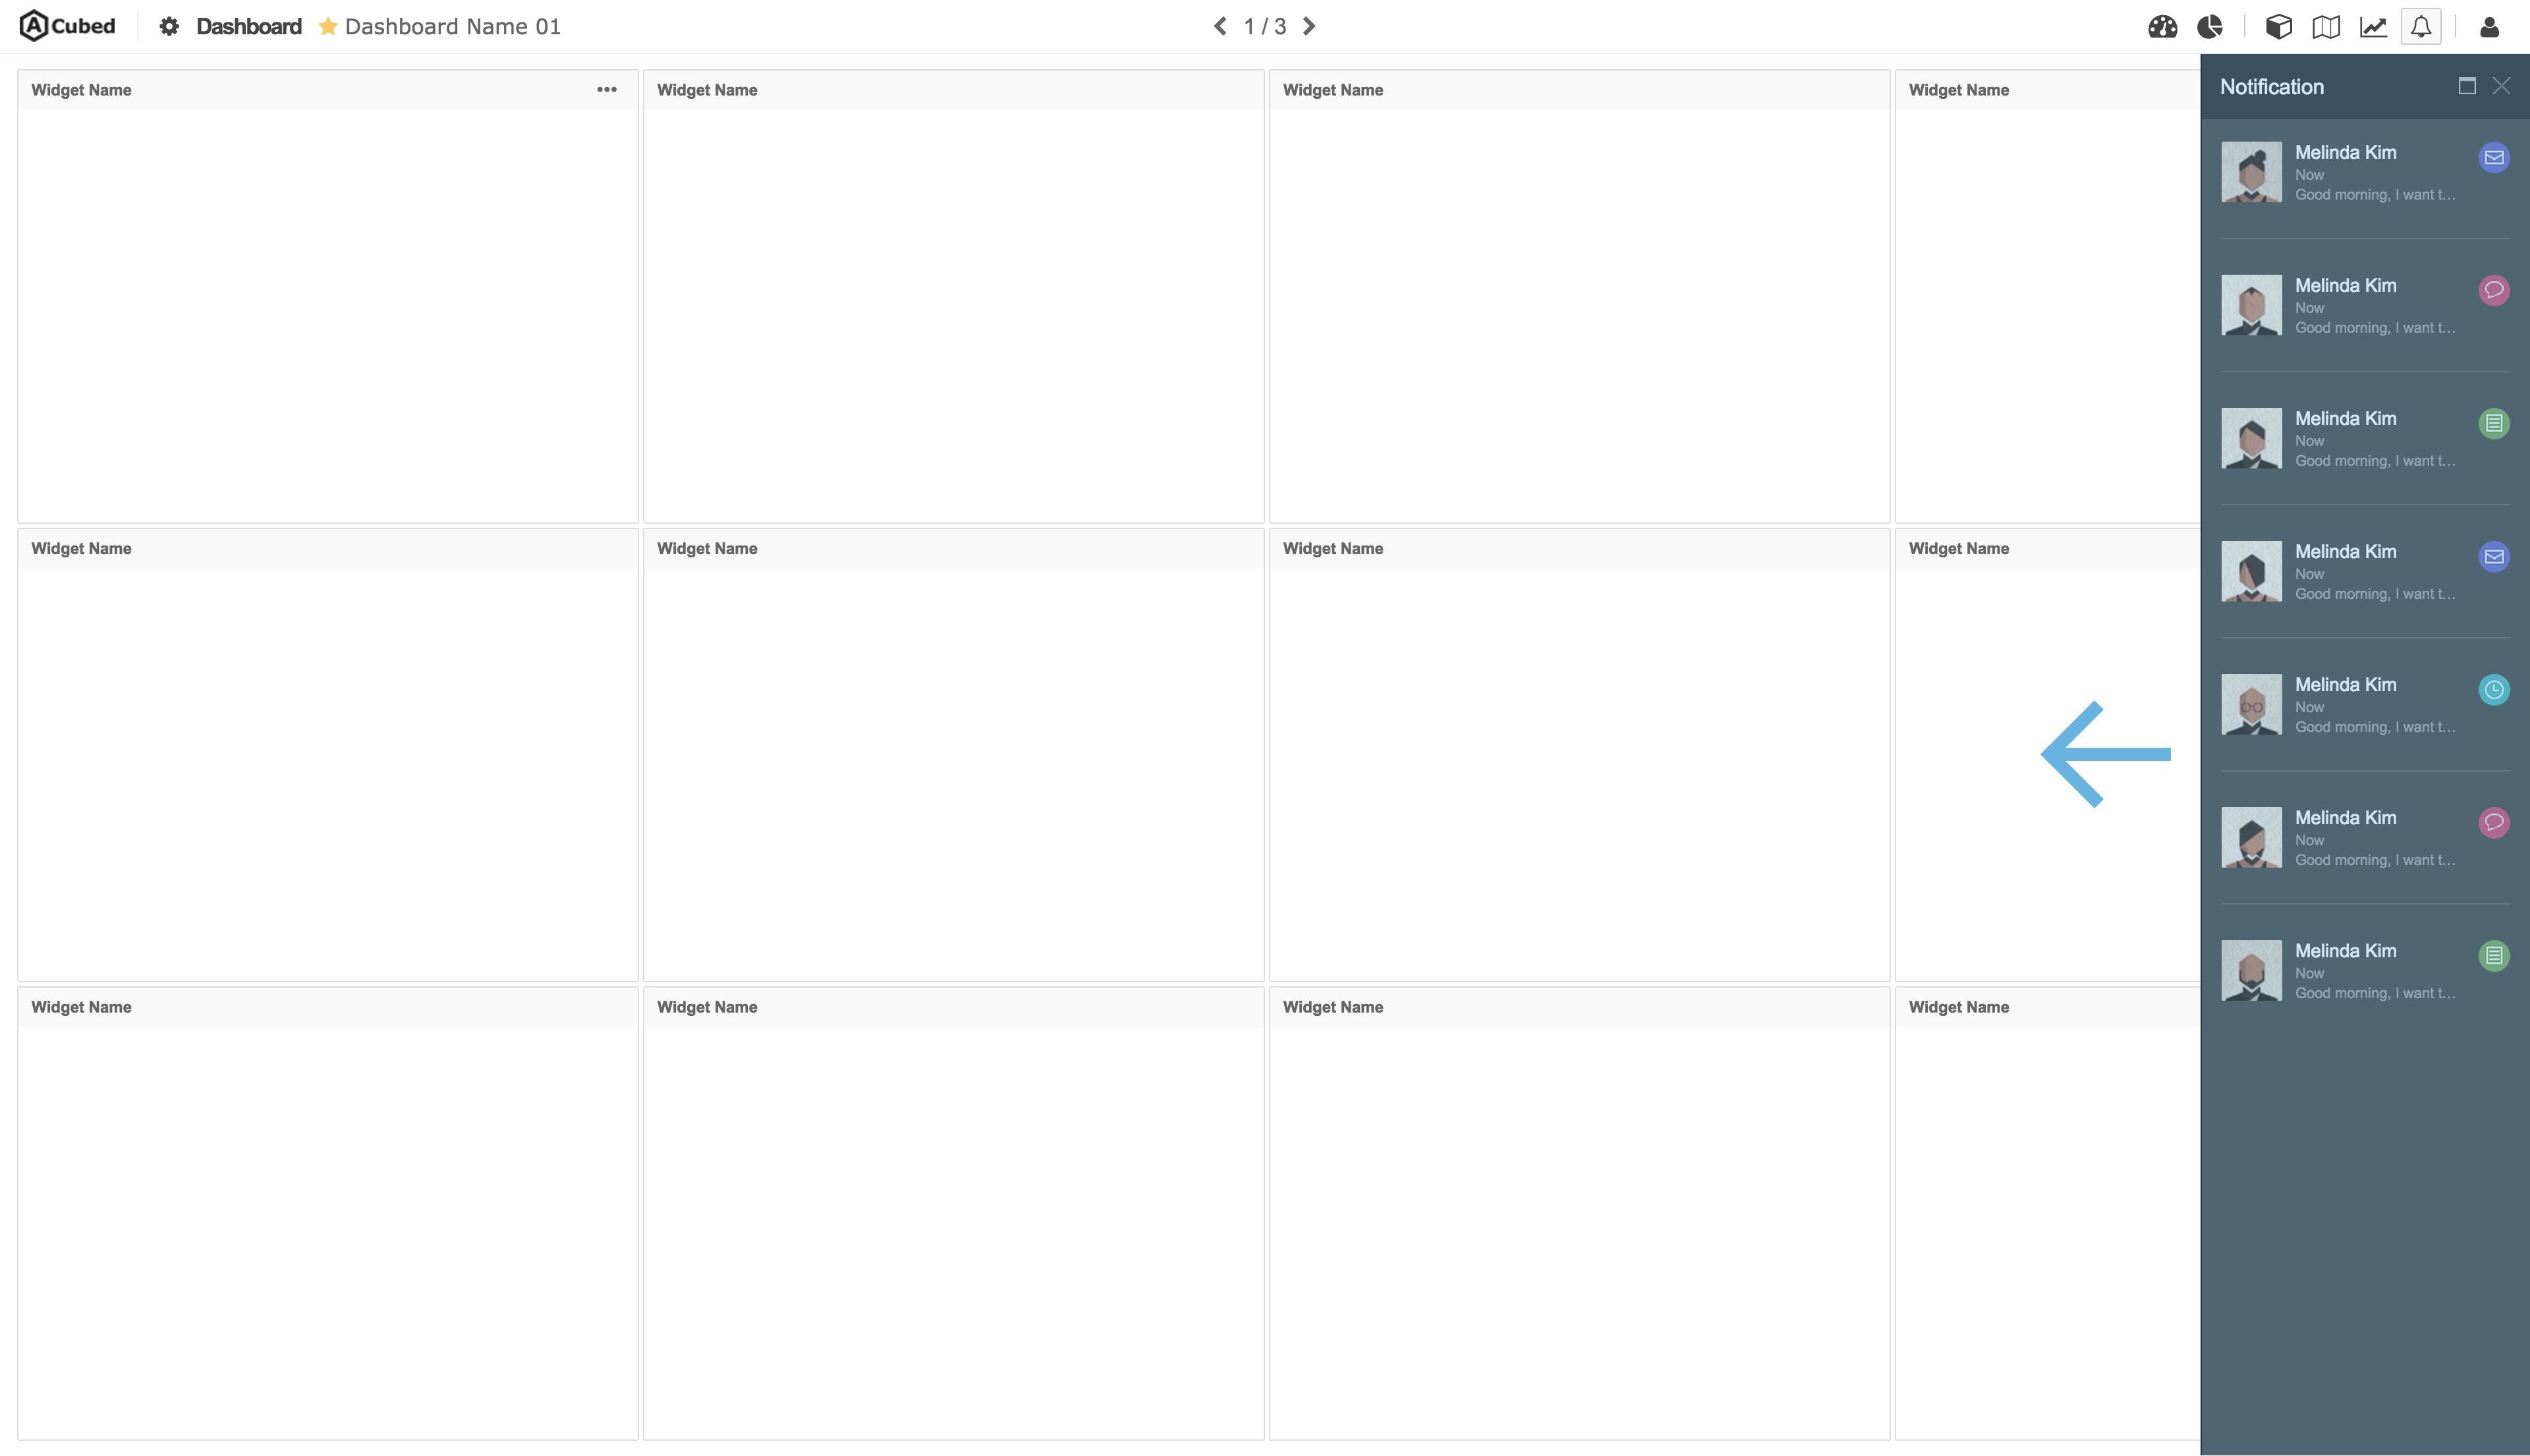 A Cubed
Dashboard
Dashboard Name 01
1 / 3
Widget Name
Widget Name
Widget Name
Widget Name
Widget Name
Widget Name
Widget Name
Widget Name
Widget Name
Widget Name
Widget Name
Widget Name
Notification
Melinda Kim
Now
Good morning, I want t...
Melinda Kim
Now
Good morning, I want t...
Melinda Kim
Now
Good morning, I want t...
Melinda Kim
Now
Good morning, I want t...
Melinda Kim
Now
Good morning, I want t...
Melinda Kim
Now
Good morning, I want t...
Melinda Kim
Now
Good morning, I want t...